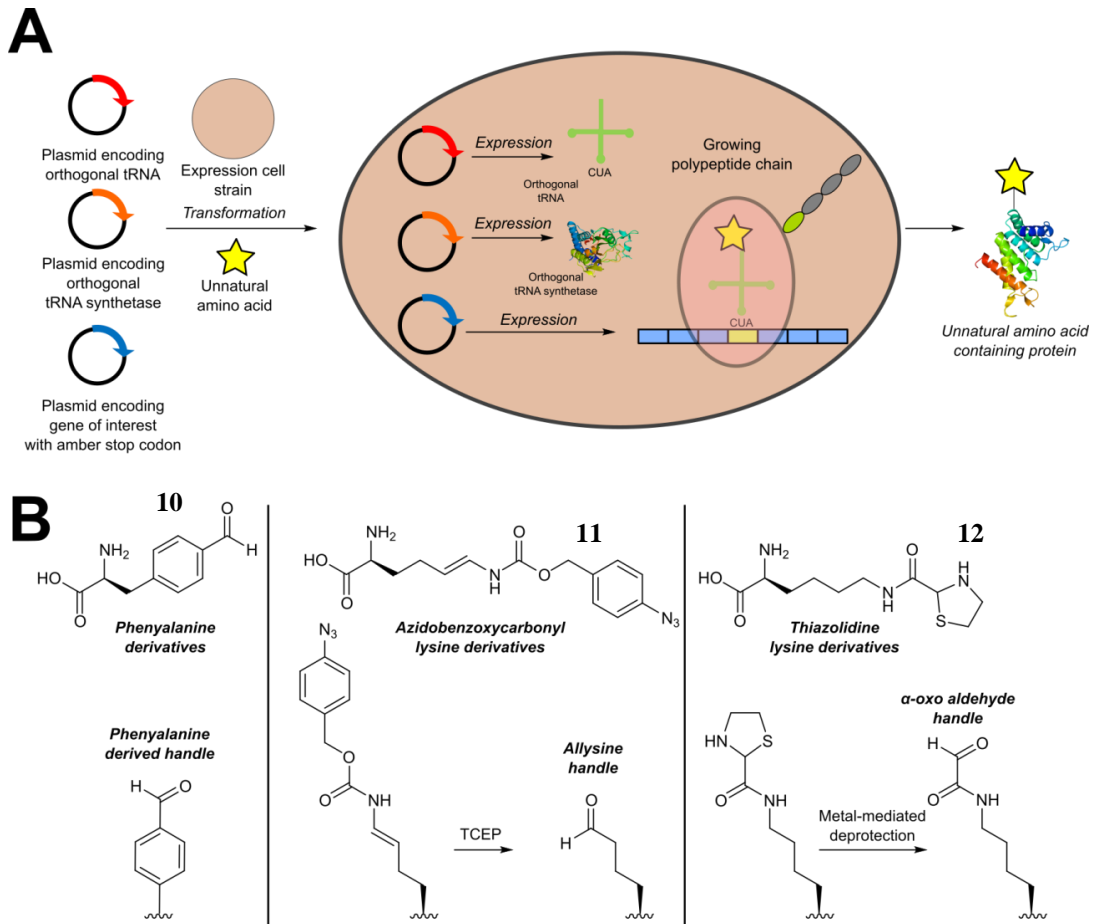 A
Plasmid encoding
orthogonal tRNA
Plasmid encoding
orthogonal
tRNA synthetase
Plasmid encoding
gene of interest
with amber stop codon
Expression cell
strain
Transformation
Unnatural
amino acid
Expression
CUA
Orthogonal
tRNA
Expression
Orthogonal
tRNA synthetase
Expression
Growing
polypeptide chain
CUA
Unnatural amino acid
containing protein
B
10
NH2
HO
O
O
H
Phenyalanine
derivatives
Phenyalanine
derived handle
H
O
11
NH2
HO
O
N
H
O
O
N3
Azidobenzoxycarbonyl
lysine derivatives
N3
O
O
NH
TCEP
Allysine
handle
O
H
12
NH2
HO
O
N
H
O
H
N
S
Thiazolidine
lysine derivatives
HN
S
O
NH
Metal-mediated
deprotection
α-oxo aldehyde
handle
H
O
O
NH